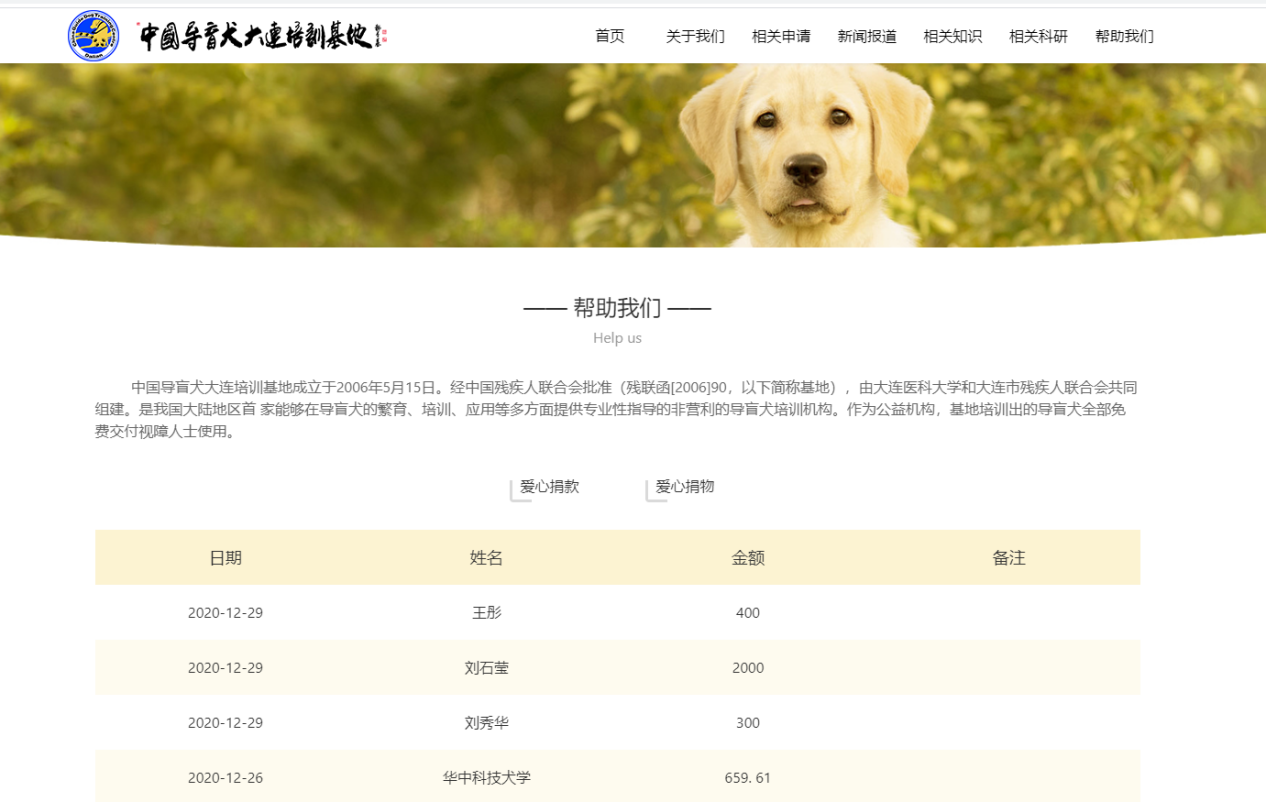 中國导盲犬大連培訓基地
首页 关于我们 相关申请 新闻报道 相关知识 相关科研 帮助我们
—— 帮助我们 ——
Help us
中国导盲犬大连培训基地成立于2006年5月15日。经中国残疾人联合会批准（残联函[2006]90，以下简称基地），由大连医科大学和大连市残疾人联合会共同
组建。是我国大陆地区首 家能够在导盲犬的繁育、培训、应用等多方面提供专业性指导的非营利的导盲犬培训机构。作为公益机构，基地培训出的导盲犬全部免
费交付视障人士使用。
爱心捐款 爱心捐物
日期 姓名 金额 备注
2020-12-29 王彤 400
2020-12-29 刘石莹 2000
2020-12-29 刘秀华 300
2020-12-26 华中科技大学 659. 61